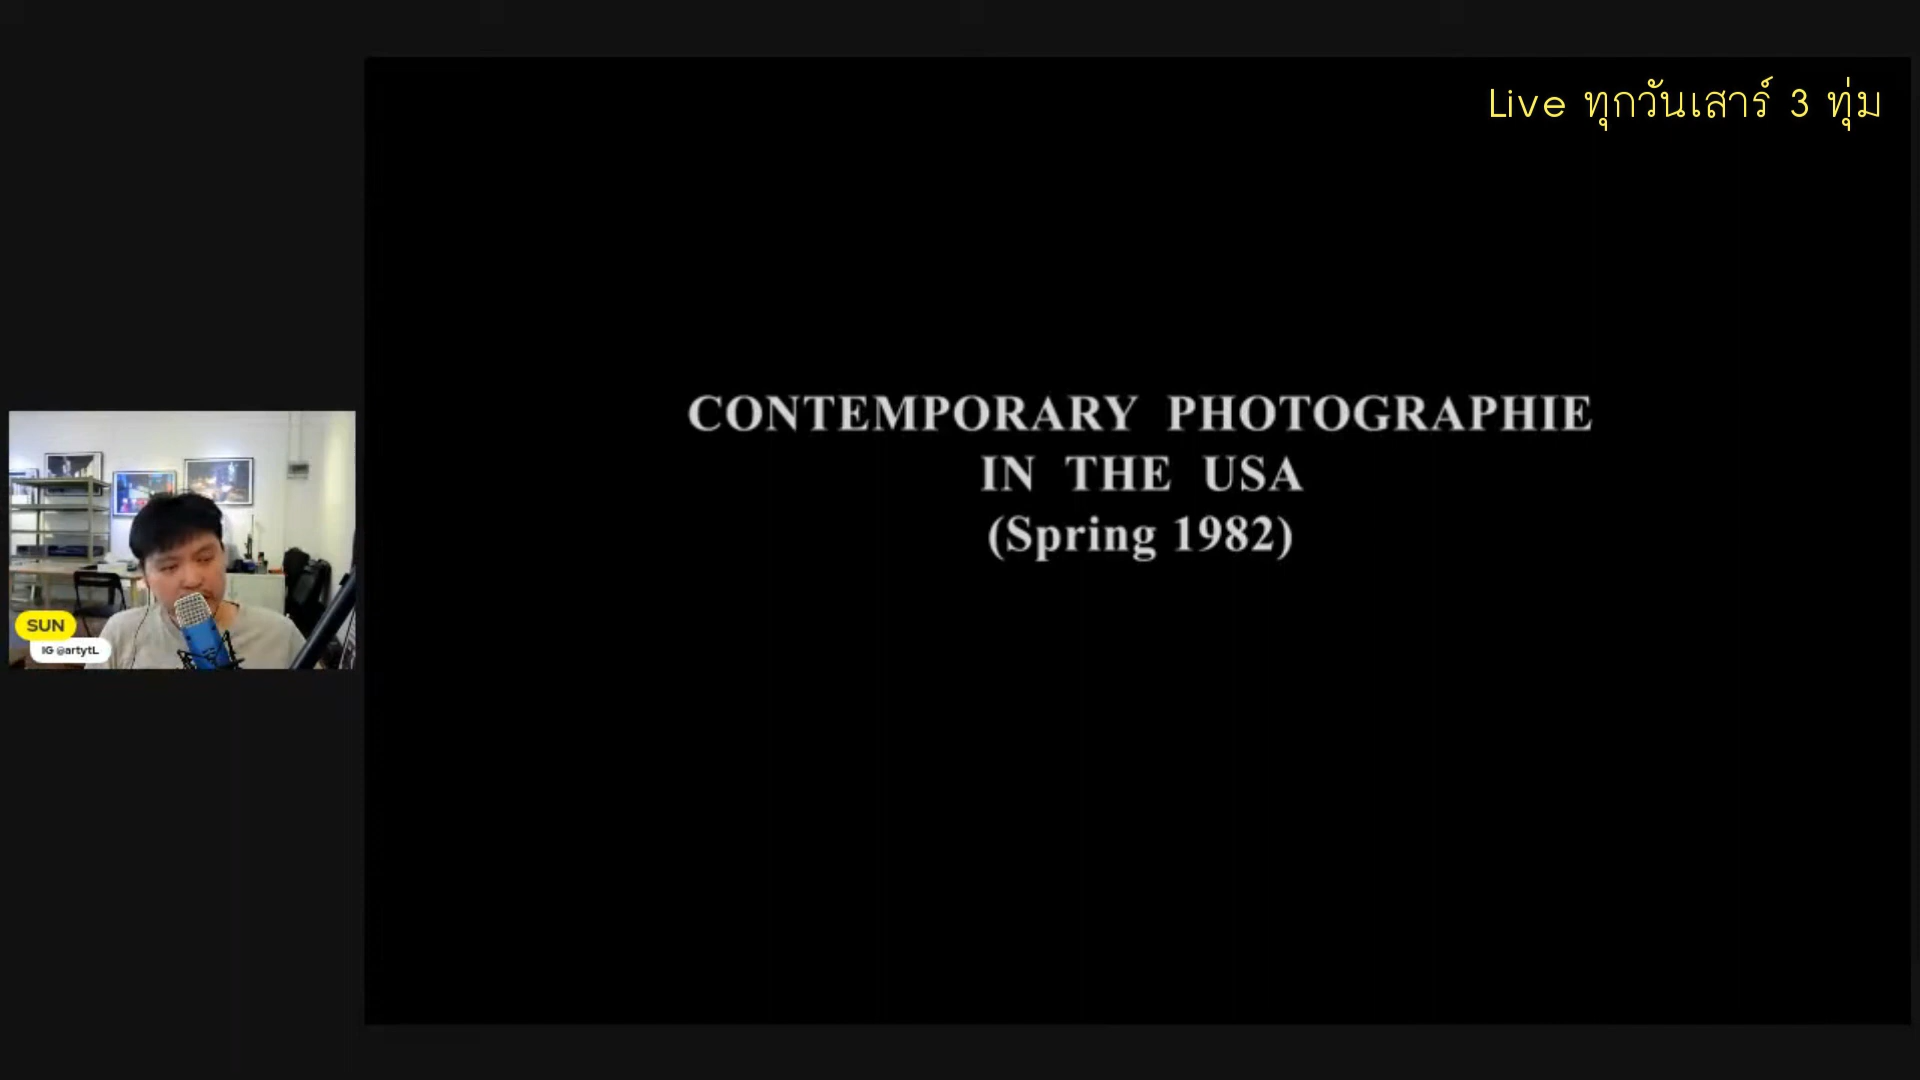 Live ทุกวันเสาร์ 3 ทุ่ม
CONTEMPORARY PHOTOGRAPHIE
IN THE USA
(Spring 1982)
SUN
IG @artytL